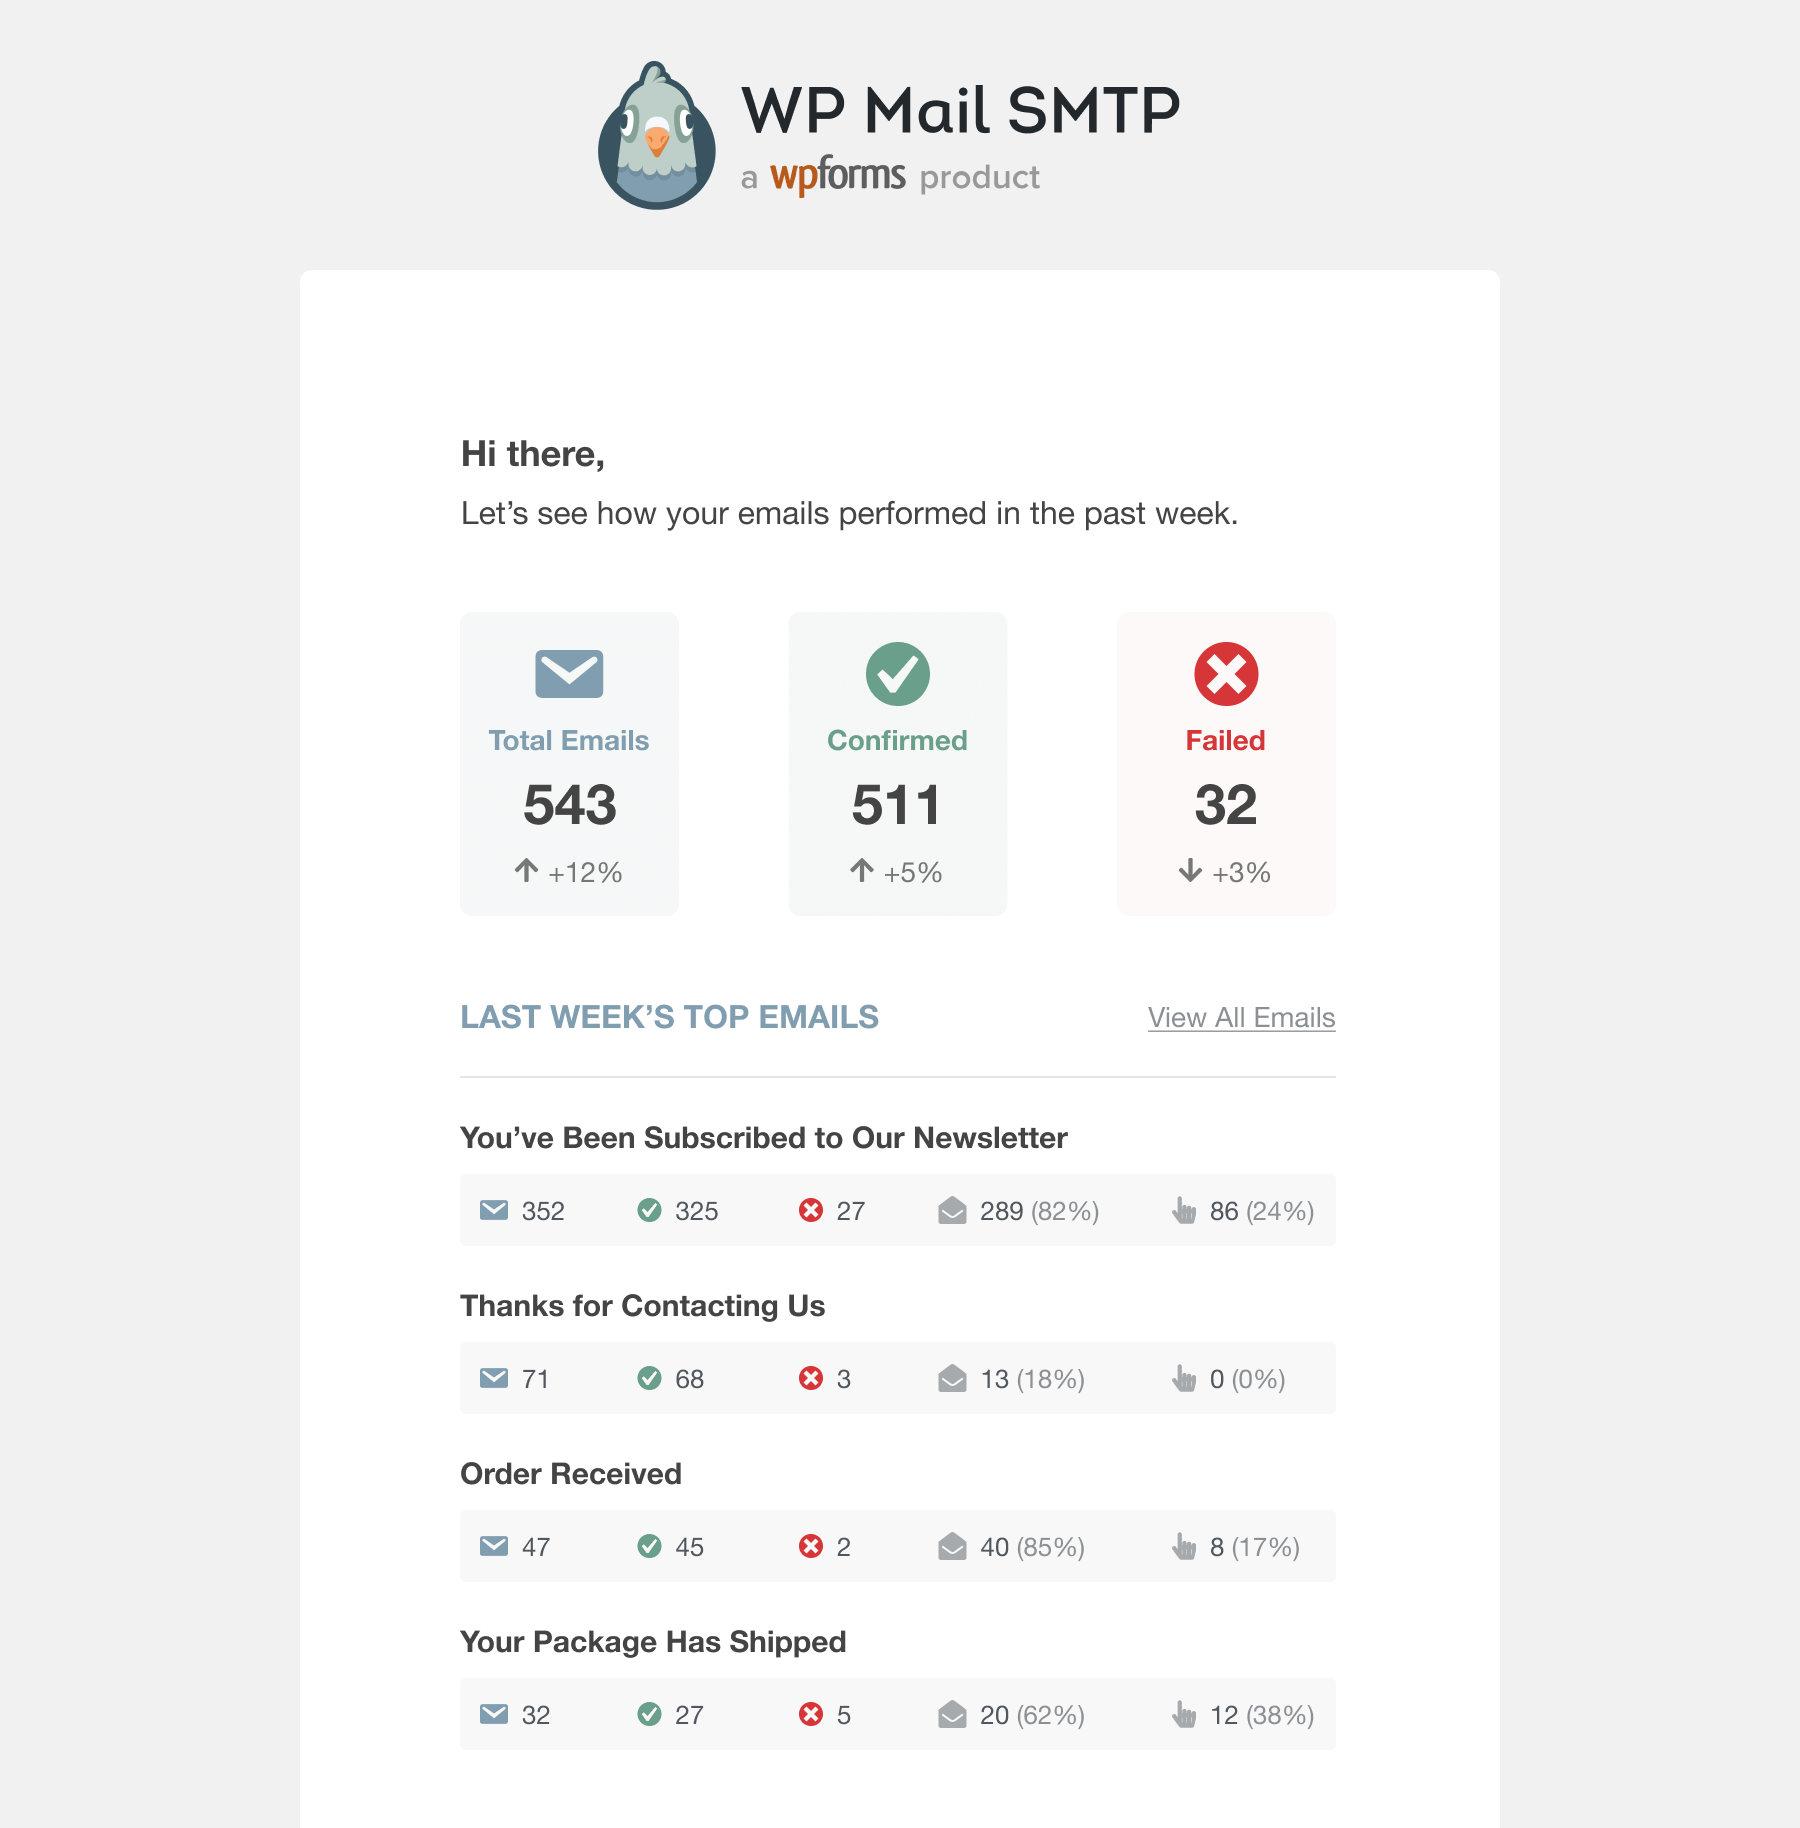 WP Mail SMTP
a wpforms product
Hi there,
Let’s see how your emails performed in the past week.
Total Emails
543
+12%
Confirmed
511
+5%
Failed
32
+3%
LAST WEEK’S TOP EMAILS
View All Emails
You’ve Been Subscribed to Our Newsletter
352 325 27 289 (82%) 86 (24%)
Thanks for Contacting Us
71 68 3 13 (18%) 0 (0%)
Order Received
47 45 2 40 (85%) 8 (17%)
Your Package Has Shipped
32 27 5 20 (62%) 12 (38%)